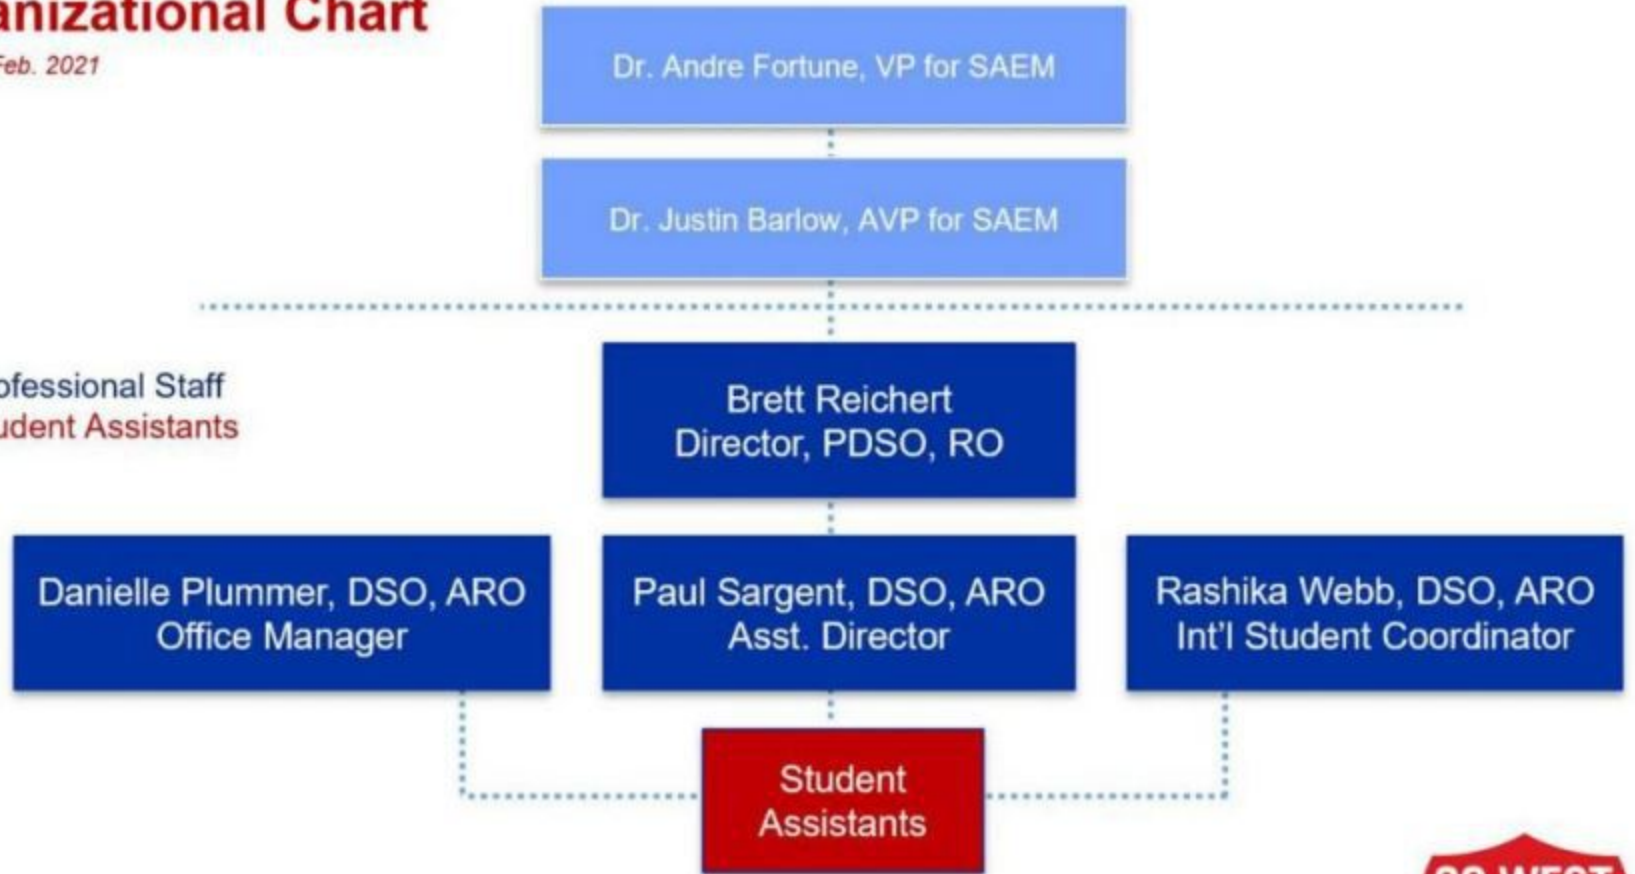 anizational Chart
Feb. 2021
Dr. Andre Fortune, VP for SAEM
Dr. Justin Barlow, AVP for SAEM
ofessional Staff
udent Assistants
Brett Reichert
Director, PDSO, RO
Danielle Plummer, DSO, ARO
Office Manager
Paul Sargent, DSO, ARO
Asst. Director
Rashika Webb, DSO, ARO
Int'l Student Coordinator
Student
Assistants
GO WEST